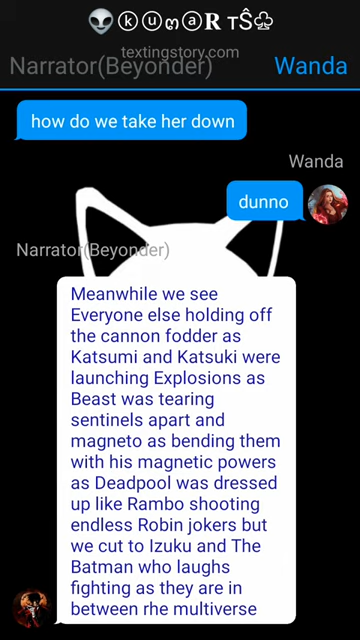 👽ⓚⓤ൩ⓐ𝐑 тŜ♧
textingstory.com
Narrator(Beyonder) Wanda
how do we take her down
Wanda
dunno
Narrator(Beyonder)
Meanwhile we see
Everyone else holding off
the cannon fodder as
Katsumi and Katsuki were
launching Explosions as
Beast was tearing
sentinels apart and
magneto as bending them
with his magnetic powers
as Deadpool was dressed
up like Rambo shooting
endless Robin jokers but
we cut to Izuku and The
Batman who laughs
fighting as they are in
between rhe multiverse